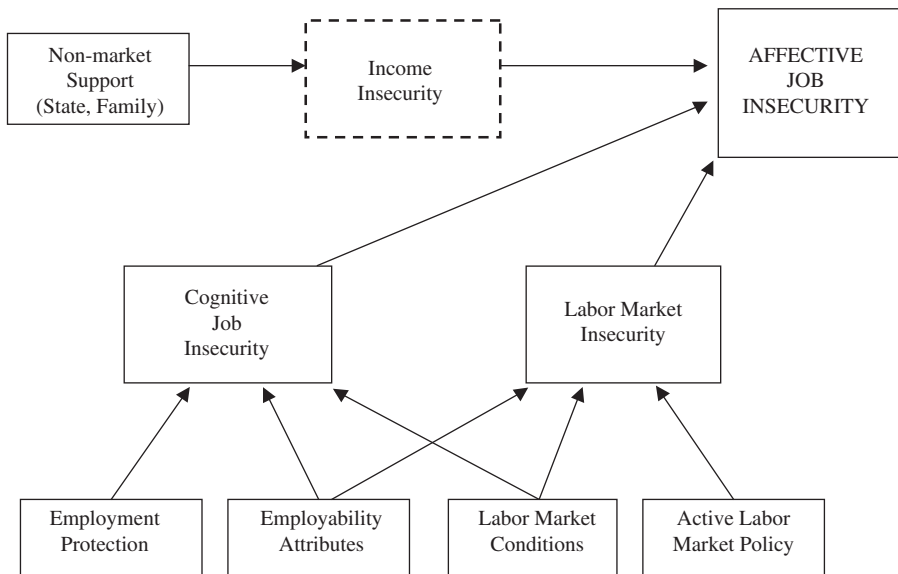 Non-market
Support
(State, Family)
Income
Insecurity
AFFECTIVE
JOB
INSECURITY
Cognitive
Job
Insecurity
Labor Market
Insecurity
Employment
Protection
Employability
Attributes
Labor Market
Conditions
Active Labor
Market Policy